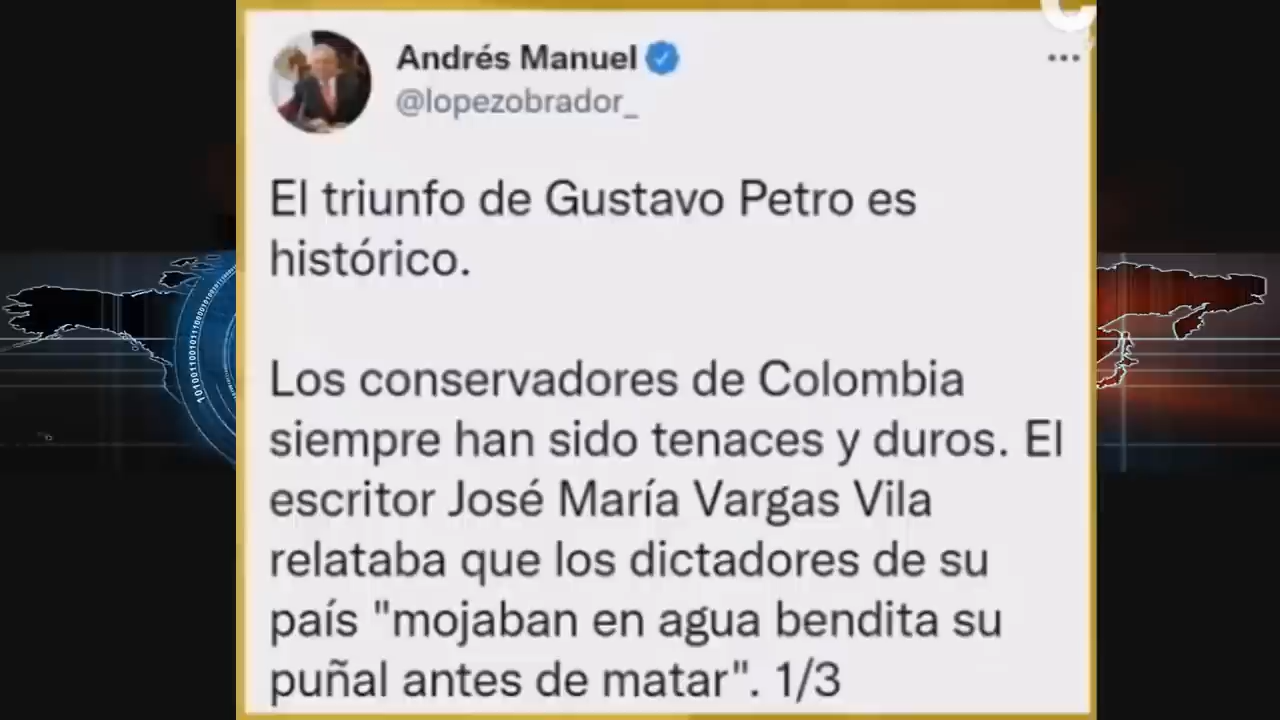 Andrés Manuel
@lopezobrador_
El triunfo de Gustavo Petro es
histórico.
Los conservadores de Colombia
siempre han sido tenaces y duros. El
escritor José María Vargas Vila
relataba que los dictadores de su
país "mojaban en agua bendita su
puñal antes de matar". 1/3